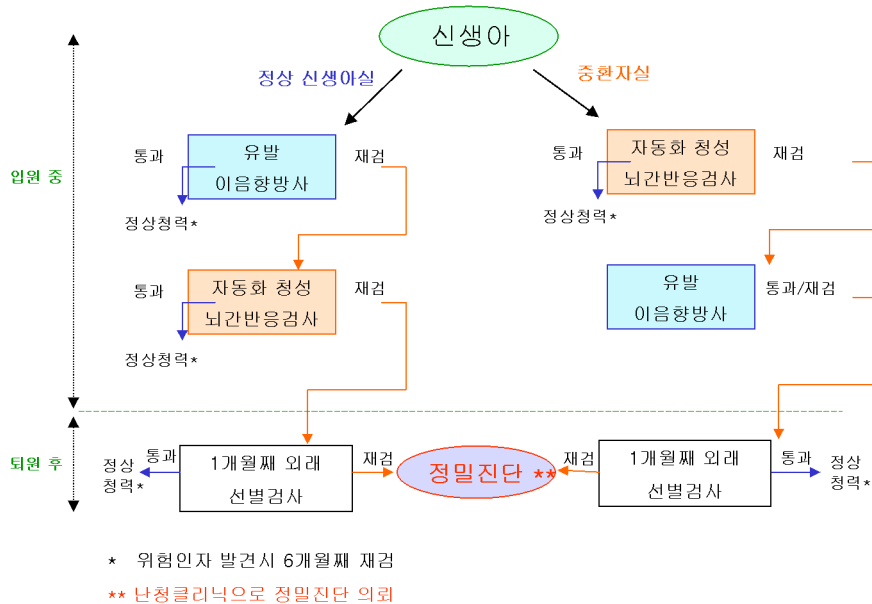 신생아
정상 신생아실
중환자실
입원 중
통과
유발
이음향방사
재검
정상청력*
통과
자동화 청성
뇌간반응검사
재검
정상청력*
통과
자동화 청성
뇌간반응검사
재검
정상청력*
유발
이음향방사
통과/재검
퇴원 후
정상
청력*
통과
1개월째 외래
선별검사
재검
정밀진단 **
재검
1개월째 외래
선별검사
통과
정상
청력*
* 위험인자 발견시 6개월째 재검
** 난청클리닉으로 정밀진단 의뢰